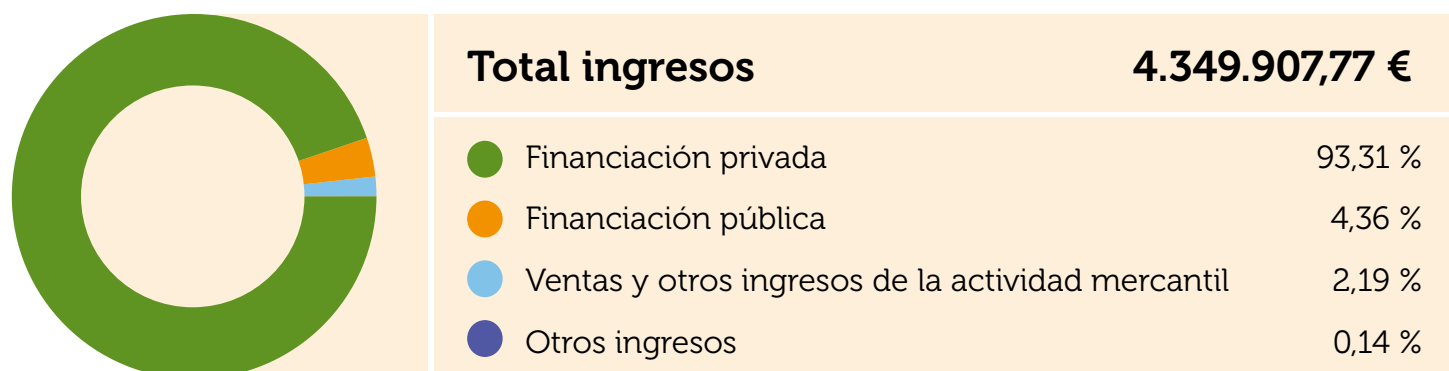 Total ingresos 4.349.907,77 €
Financiación privada 93,31 %
Financiación pública 4,36 %
Ventas y otros ingresos de la actividad mercantil 2,19 %
Otros ingresos 0,14 %